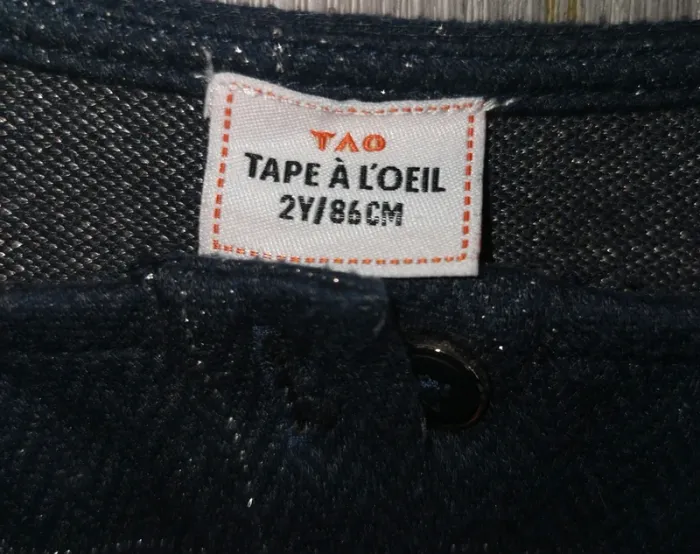 TAO
TAPE À L'OEIL
2Y/86CM